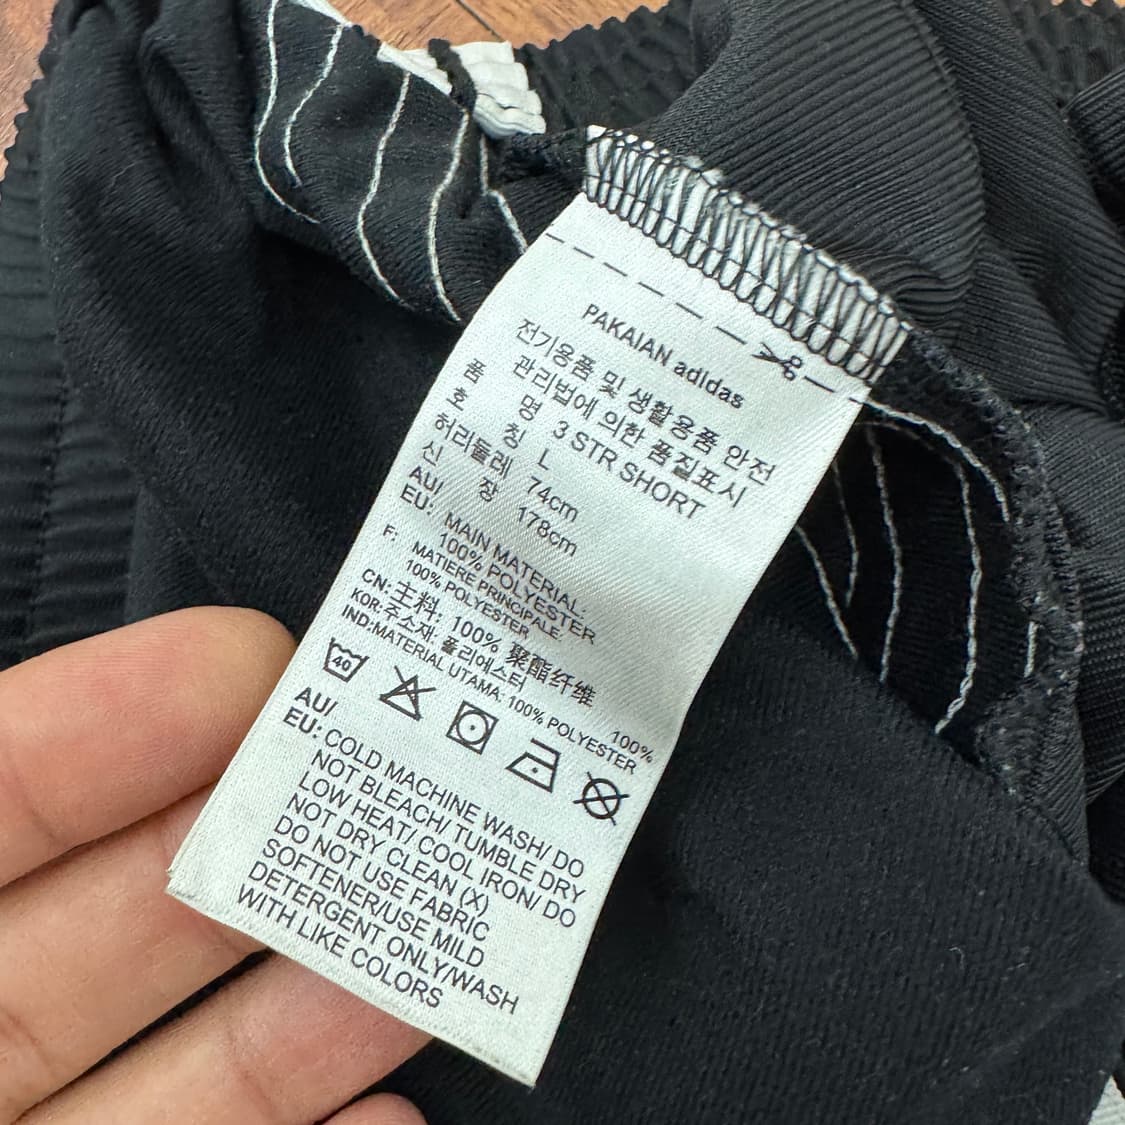 PAKAIAN adidas
전기용품 및 생활용품 안전
관리법에 의한 품질표시
품 명 3 STR SHORT
호 칭 L
허리둘레 74cm
신 장 178cm
AU/
EU: MAIN MATERIAL:
100% POLYESTER
F: MATIERE PRINCIPALE:
100% POLYESTER
CN: 主料: 100% 聚酯纤维
KOR: 주소재: 폴리에스터 100%
IND:MATERIAL UTAMA: 100% POLYESTER
40
AU/
EU: COLD MACHINE WASH/ DO
NOT BLEACH/ TUMBLE DRY
LOW HEAT/ COOL IRON/ DO
NOT DRY CLEAN (X)
DO NOT USE FABRIC
SOFTENER/USE MILD
DETERGENT ONLY/WASH
WITH LIKE COLORS